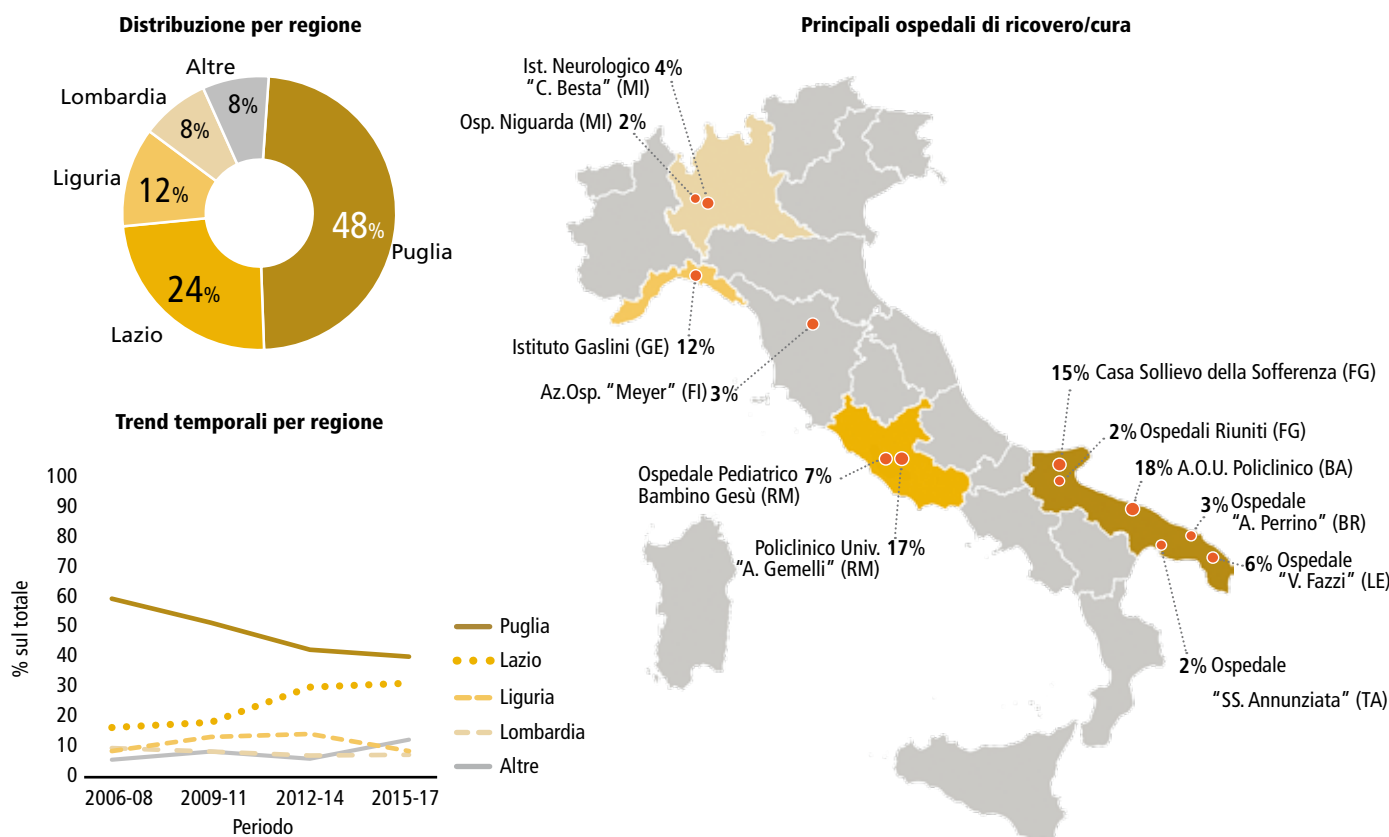 Distribuzione per regione
Altre
8%
Lombardia
8%
Liguria
12%
48%
Puglia
24%
Lazio
Trend temporali per regione
100
90
80
70
60
50
40
30
20
10
0
% sul totale
2006-08 2009-11 2012-14 2015-17
Periodo
Puglia
Lazio
Liguria
Lombardia
Altre
Principali ospedali di ricovero/cura
Ist. Neurologico 4%
"C. Besta" (MI)
Osp. Niguarda (MI) 2%
Istituto Gaslini (GE) 12%
Az.Osp. "Meyer" (FI) 3%
Ospedale Pediatrico 7%
Bambino Gesù (RM)
Policlinico Univ. 17%
"A. Gemelli" (RM)
15% Casa Sollievo della Sofferenza (FG)
2% Ospedali Riuniti (FG)
18% A.O.U. Policlinico (BA)
3% Ospedale
"A. Perrino" (BR)
6% Ospedale
"V. Fazzi" (LE)
2% Ospedale
"SS. Annunziata" (TA)